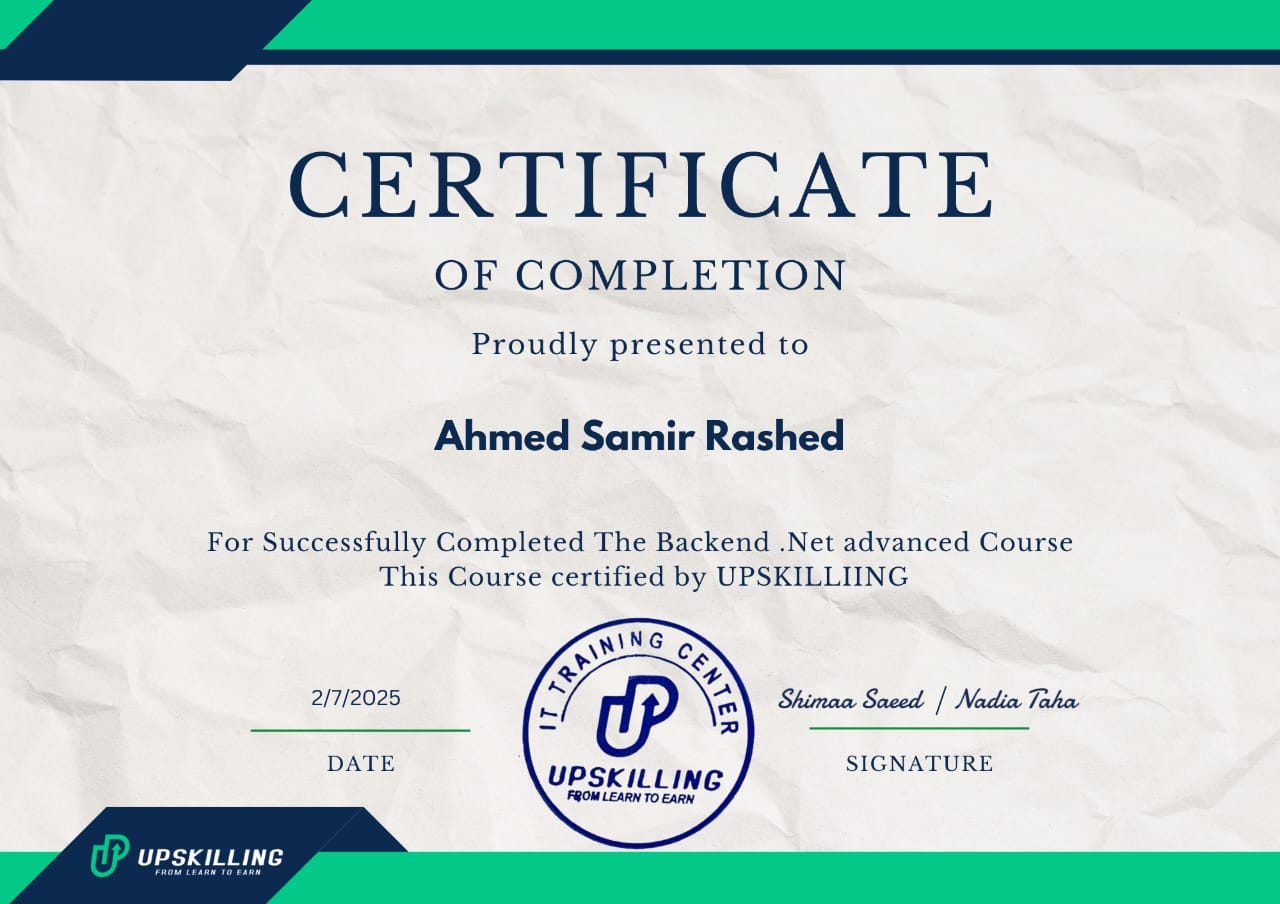 CERTIFICATE
OF COMPLETION
Proudly presented to
Ahmed Samir Rashed
For Successfully Completed The Backend .Net advanced Course
This Course certified by UPSKILLIING
2/7/2025
DATE
IT TRAINING CENTER
UPSKILLING
FROM LEARN TO EARN
Shimaa Saeed / Nadia Taha
SIGNATURE
UPSKILLING
FROM LEARN TO EARN